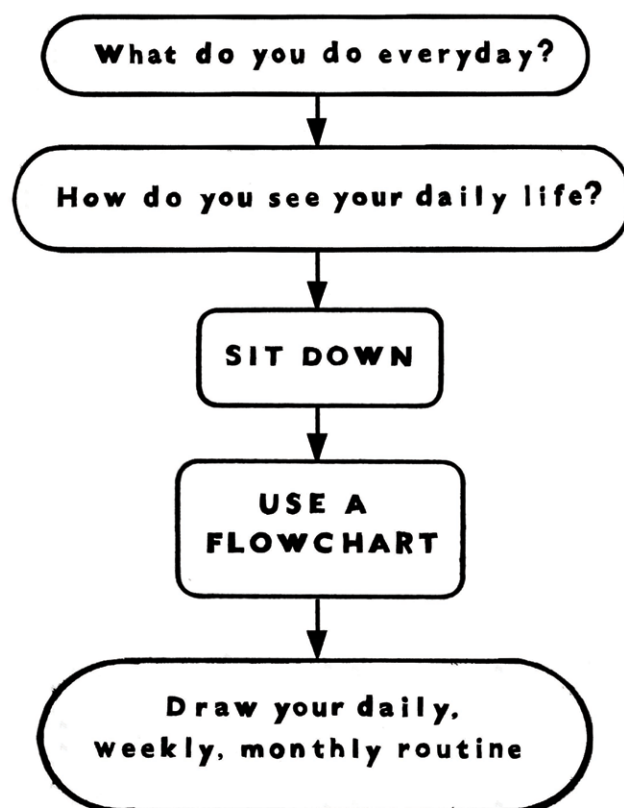 What do you do everyday?
How do you see your daily life?
SIT DOWN
USE A
FLOWCHART
Draw your daily,
weekly, monthly routine